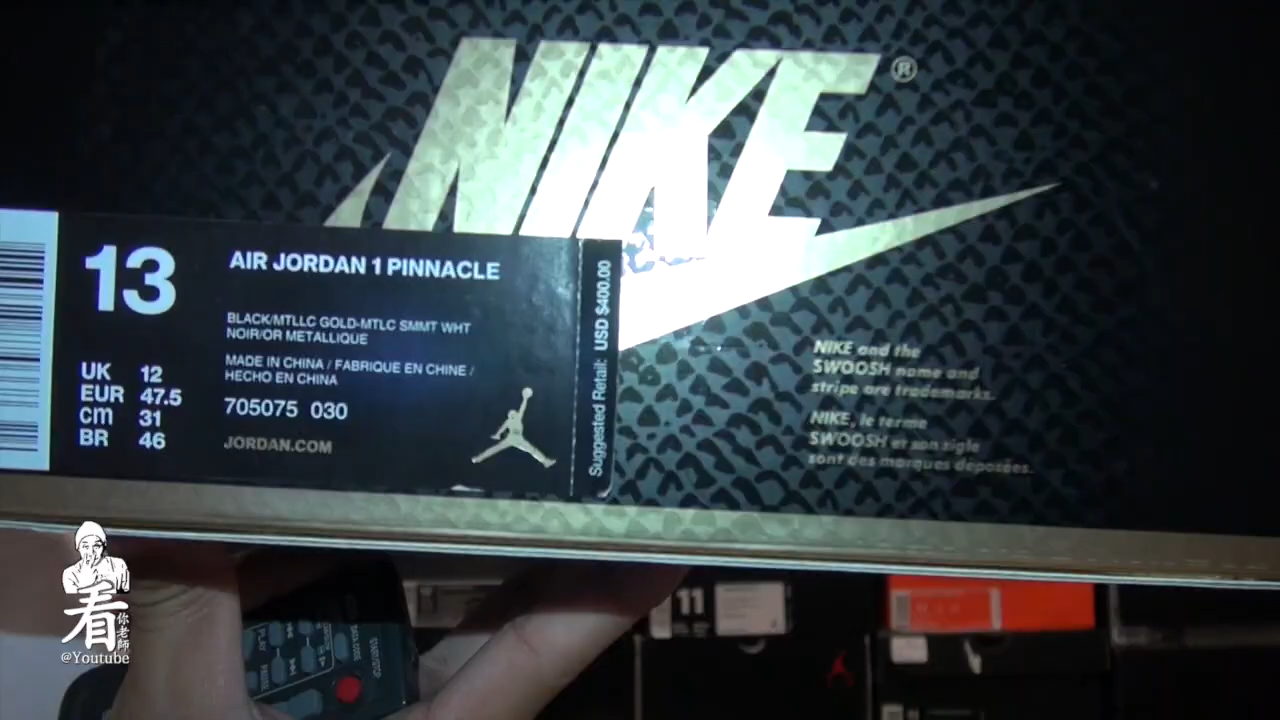 NIKE®
13
AIR JORDAN 1 PINNACLE
BLACK/MTLLC GOLD-MTLC SMMT WHT
NOIR/OR METALLIQUE
MADE IN CHINA / FABRIQUE EN CHINE /
HECHO EN CHINA
705075 030
JORDAN.COM
UK 12
EUR 47.5
cm 31
BR 46
Suggested Retail: USD $400.00
NIKE and the
SWOOSH name and
stripe are trademarks.
NIKE, le terme
SWOOSH et son sigle
sont des marques déposées.
看
你老師
@Youtube
11
START/STOP